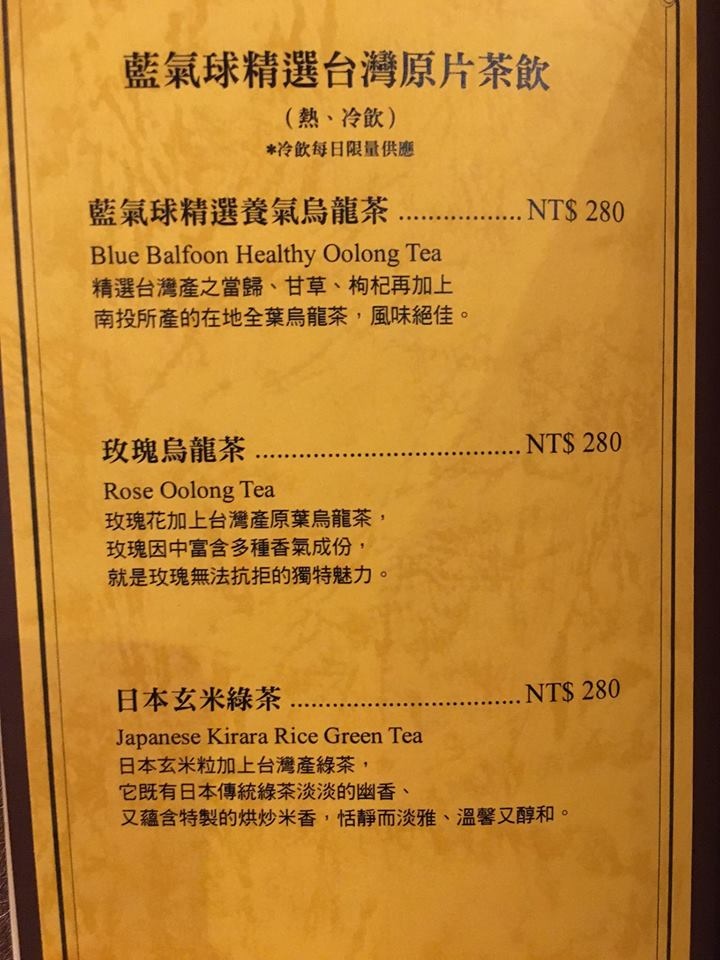 藍氣球精選台灣原片茶飲
(熱、冷飲)
*冷飲每日限量供應
藍氣球精選養氣烏龍茶 ................. NT$ 280
Blue Balfoon Healthy Oolong Tea
精選台灣產之當歸、甘草、枸杞再加上
南投所產的在地全葉烏龍茶，風味絕佳。
玫瑰烏龍茶 ...................................... NT$ 280
Rose Oolong Tea
玫瑰花加上台灣產原葉烏龍茶，
玫瑰因中富含多種香氣成份，
就是玫瑰無法抗拒的獨特魅力。
日本玄米綠茶 ................................. NT$ 280
Japanese Kirara Rice Green Tea
日本玄米粒加上台灣產綠茶，
它既有日本傳統綠茶淡淡的幽香、
又蘊含特製的烘炒米香，恬靜而淡雅、溫馨又醇和。